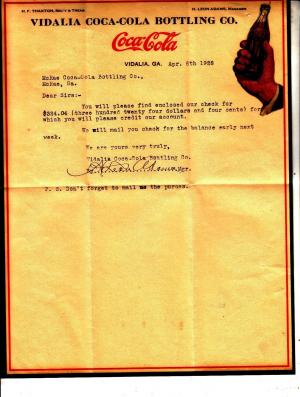 H. F. THAXTON, SEC'Y & TREAS.
H. LEON ADAMS, MANAGER
VIDALIA COCA-COLA BOTTLING CO.
Coca-Cola
VIDALIA, GA. Apr. 6th 1928
McRae Coca-Cola Bottling Co.,
McRae, Ga.
Dear Sirs:-
You will please find enclosed our check for
$324.04 (three hundred twenty four dollars and four cents) for
which you will please credit our account.
We will mail you check for the balance early next
week.
We are yours very truly,
Vidalia Coca-Cola Bottling Co.
H Leon Adams Mgr.
P. S. Don't forget to mail me the purses.